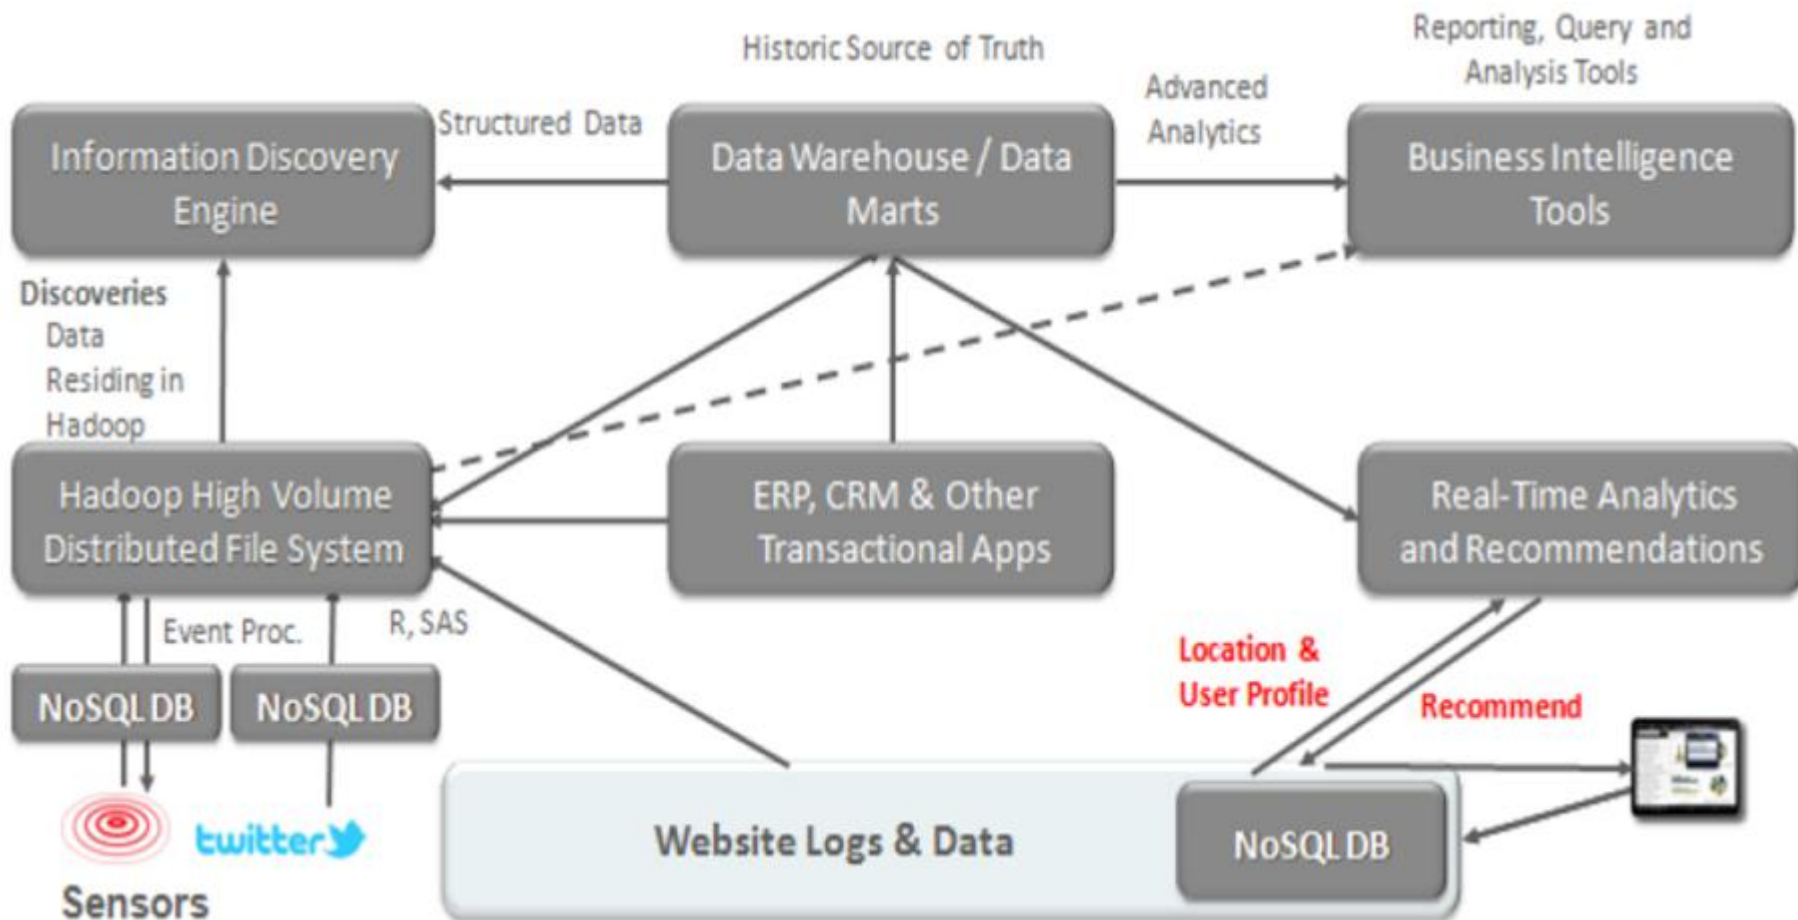 Historic Source of Truth
Reporting, Query and
Analysis Tools
Structured Data
Advanced
Analytics
Information Discovery
Engine
Data Warehouse / Data
Marts
Business Intelligence
Tools
Discoveries
Data
Residing in
Hadoop
Hadoop High Volume
Distributed File System
ERP, CRM & Other
Transactional Apps
Real-Time Analytics
and Recommendations
Event Proc.
R, SAS
NoSQL DB
NoSQL DB
Location &
User Profile
Recommend
twitter
Sensors
Website Logs & Data
NoSQL DB